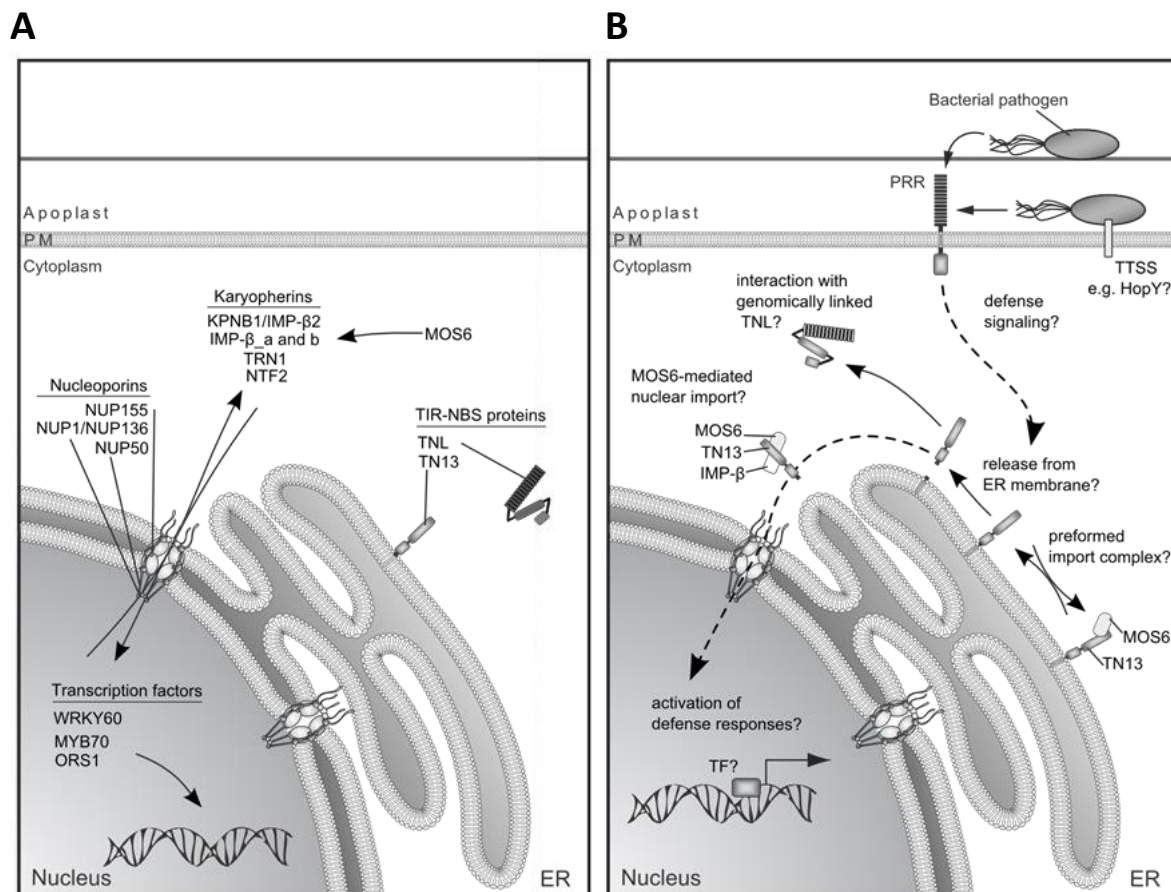 A
Apoplast
PM
Cytoplasm
Karyopherins
KPNB1/IMP-β2
IMP-β_a and b
TRN1
NTF2
MOS6
Nucleoporins
NUP155
NUP1/NUP136
NUP50
TIR-NBS proteins
TNL
TN13
Transcription factors
WRKY60
MYB70
ORS1
Nucleus
ER
B
Bacterial pathogen
PRR
Apoplast
PM
Cytoplasm
TTSS
e.g. HopY?
interaction with
genomically linked
TNL?
defense
signaling?
MOS6-mediated
nuclear import?
MOS6
TN13
IMP-β
release from
ER membrane?
preformed
import complex?
MOS6
TN13
activation of
defense responses?
TF?
Nucleus
ER